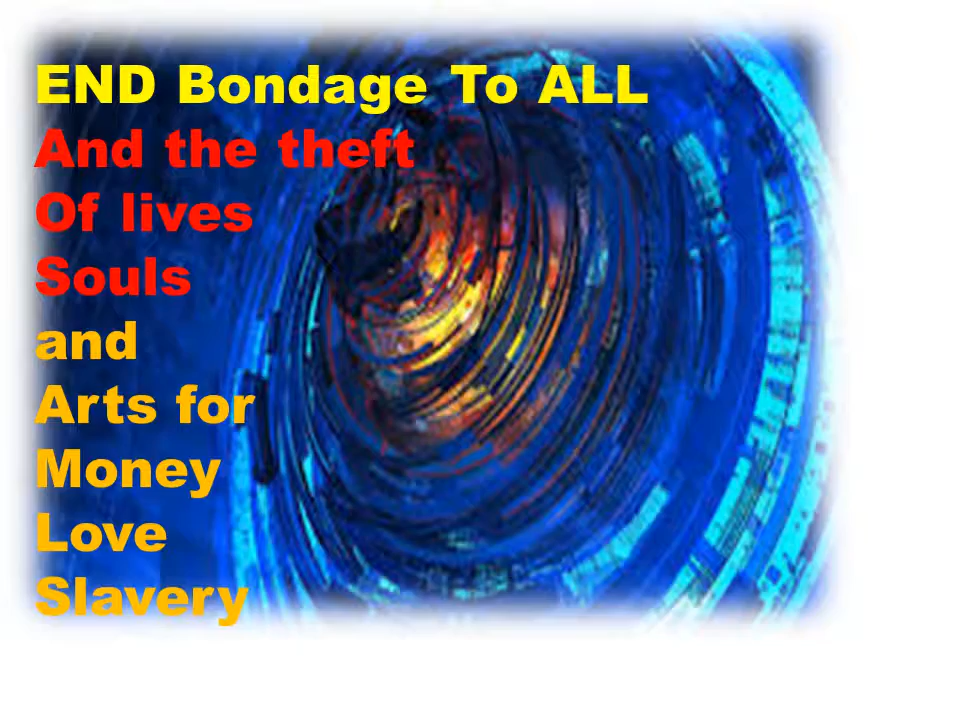 END Bondage To ALL
And the theft
Of lives
Souls
and
Arts for
Money
Love
Slavery